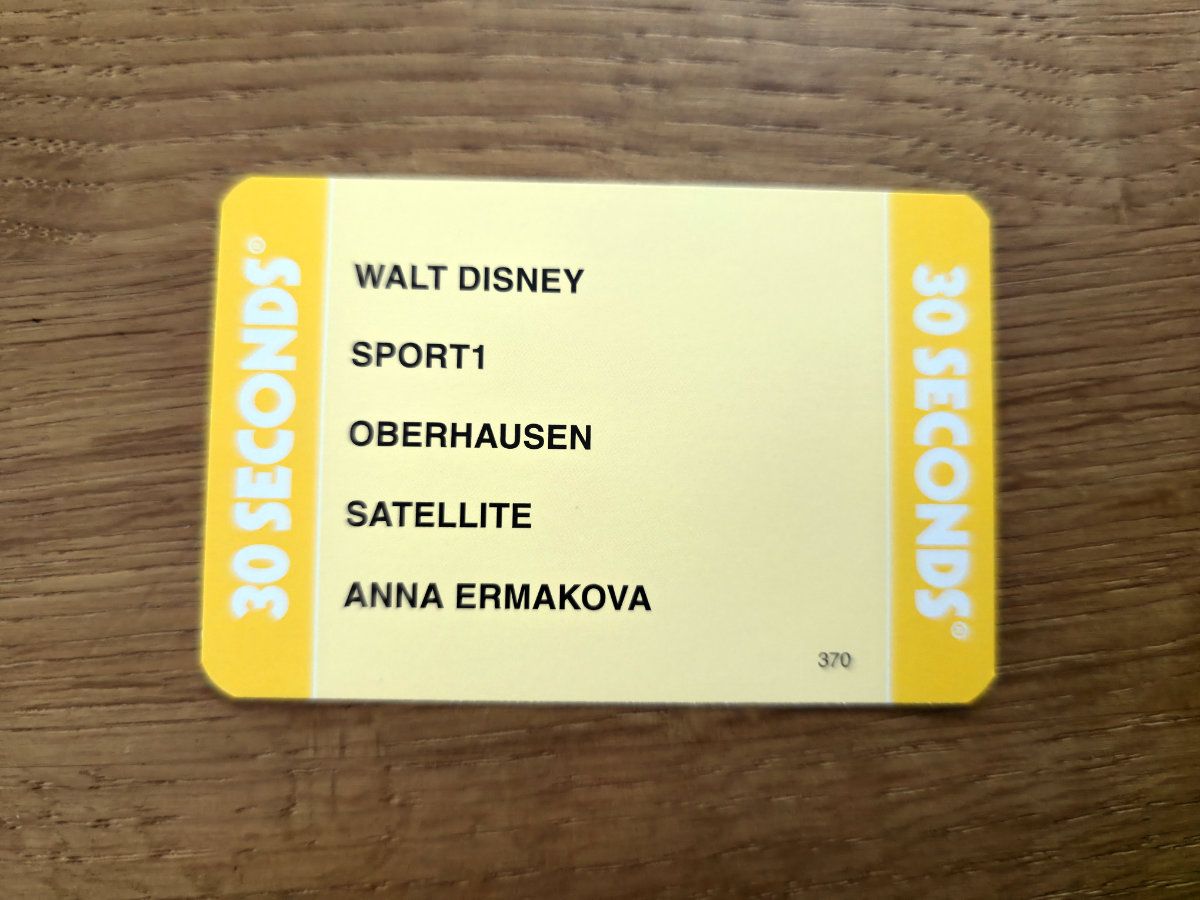 30 SECONDS®
WALT DISNEY
SPORT1
OBERHAUSEN
SATELLITE
ANNA ERMAKOVA
370
30 SECONDS®